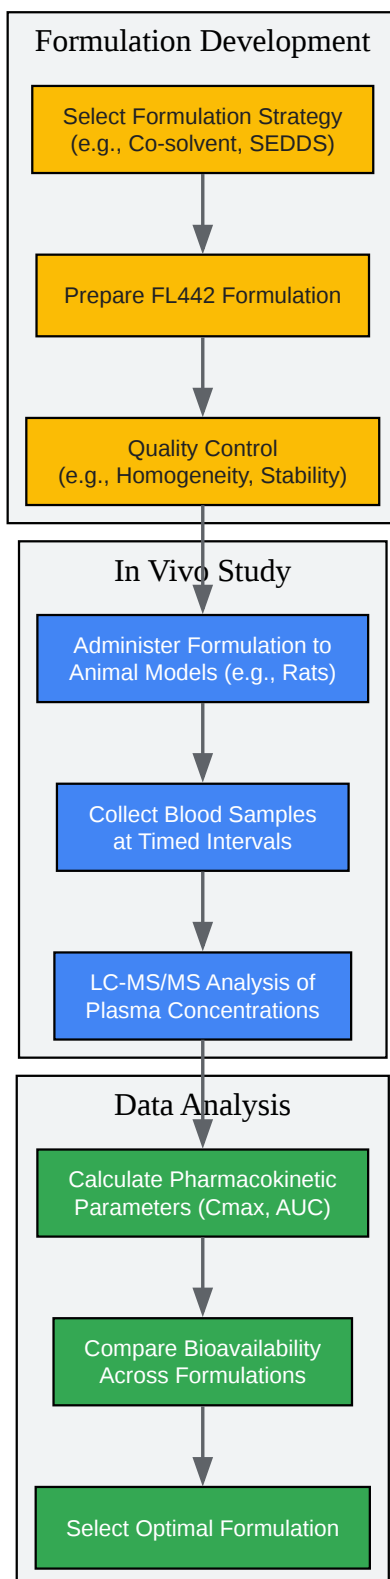 Formulation Development
Select Formulation Strategy
(e.g., Co-solvent, SEDDS)
Prepare FL442 Formulation
Quality Control
(e.g., Homogeneity, Stability)
In Vivo Study
Administer Formulation to
Animal Models (e.g., Rats)
Collect Blood Samples
at Timed Intervals
LC-MS/MS Analysis of
Plasma Concentrations
Data Analysis
Calculate Pharmacokinetic
Parameters (Cmax, AUC)
Compare Bioavailability
Across Formulations
Select Optimal Formulation